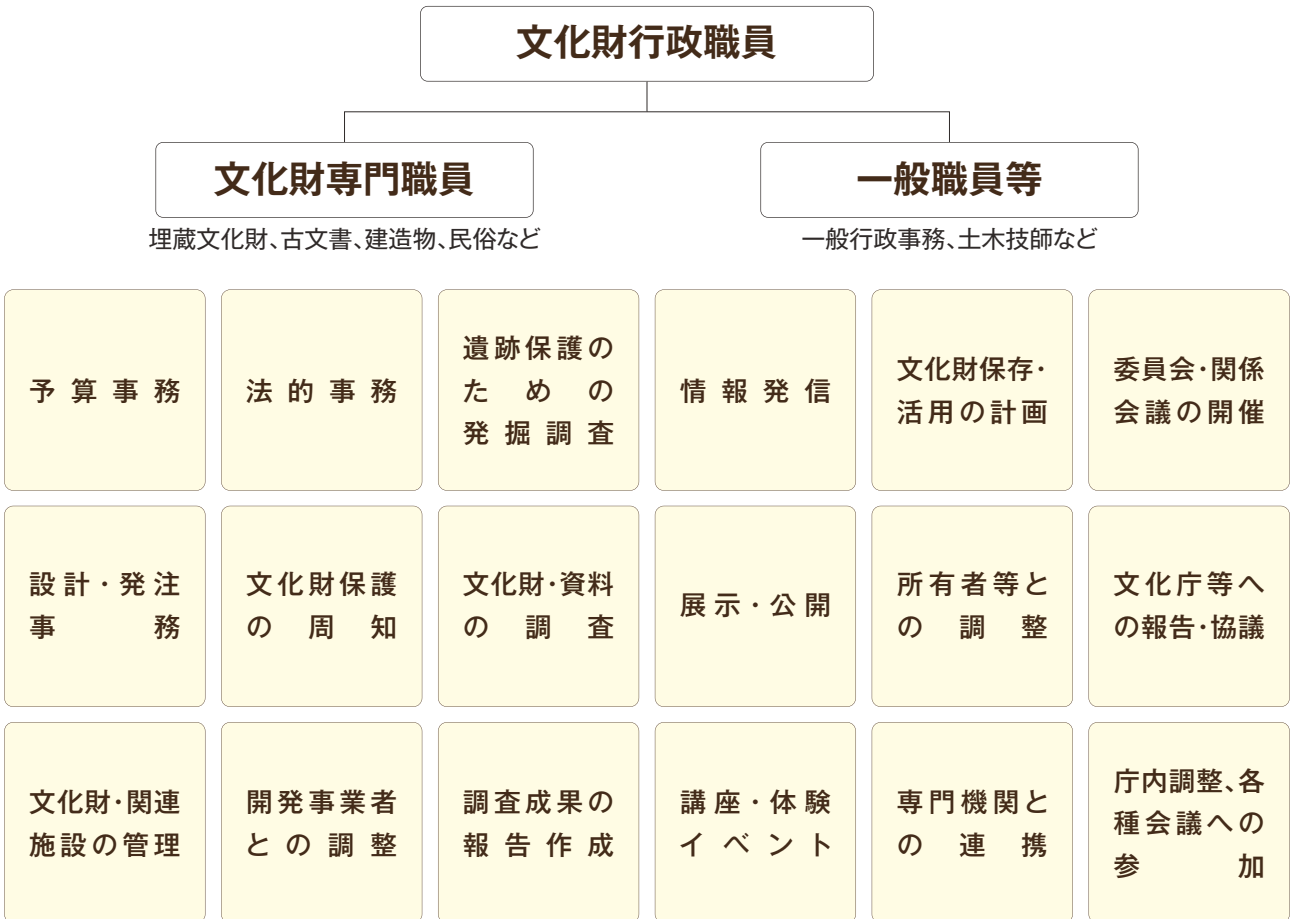 文化財行政職員
文化財専門職員
一般職員等
埋蔵文化財、古文書、建造物、民俗など
一般行政事務、土木技師など
予算事務
法的事務
遺跡保護の
ための
発掘調査
情報発信
文化財保存・
活用の計画
委員会・関係
会議の開催
設計・発注
事務
文化財保護
の周知
文化財・資料
の調査
展示・公開
所有者等と
の調整
文化庁等へ
の報告・協議
文化財・関連
施設の管理
開発事業者
との調整
調査成果の
報告作成
講座・体験
イベント
専門機関と
の連携
庁内調整、各
種会議への
参加